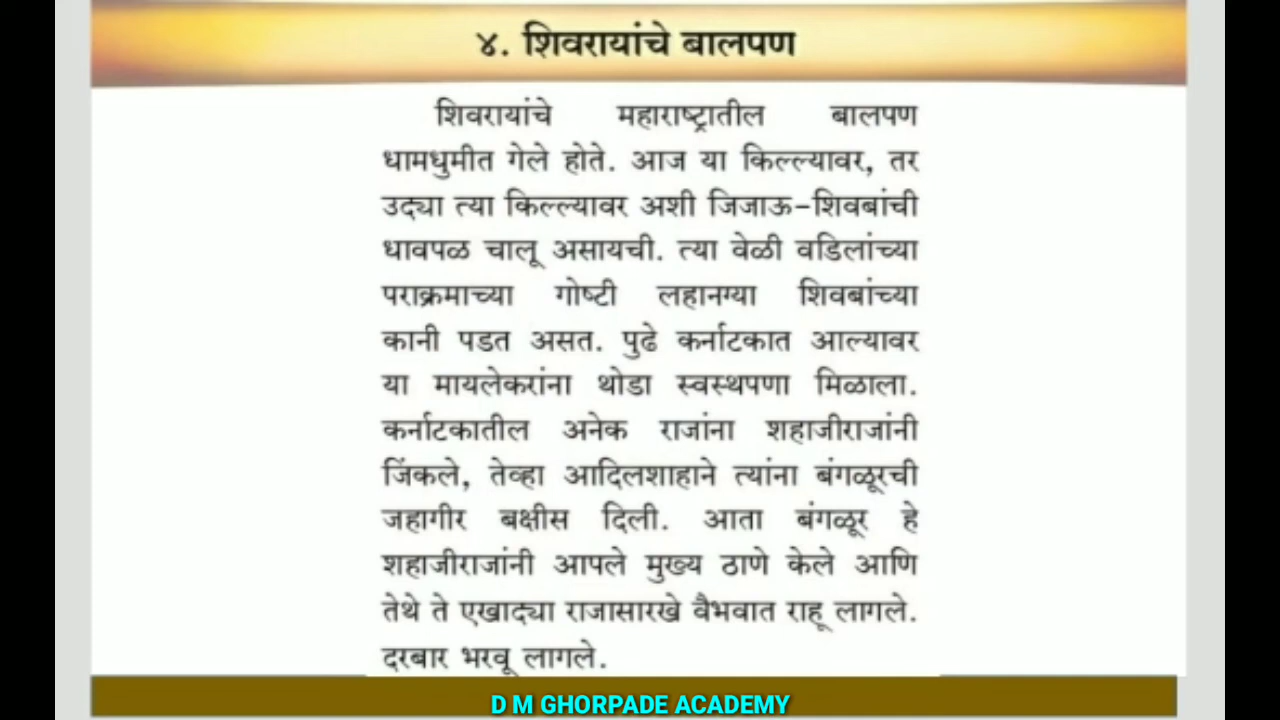 ४. शिवरायांचे बालपण
शिवरायांचे महाराष्ट्रातील बालपण
धामधुमीत गेले होते. आज या किल्ल्यावर, तर
उद्या त्या किल्ल्यावर अशी जिजाऊ-शिवबांची
धावपळ चालू असायची. त्या वेळी वडिलांच्या
पराक्रमाच्या गोष्टी लहानग्या शिवबांच्या
कानी पडत असत. पुढे कर्नाटकात आल्यावर
या मायलेकरांना थोडा स्वस्थपणा मिळाला.
कर्नाटकातील अनेक राजांना शहाजीराजांनी
जिंकले, तेव्हा आदिलशाहाने त्यांना बंगळूरची
जहागीर बक्षीस दिली. आता बंगळूर हे
शहाजीराजांनी आपले मुख्य ठाणे केले आणि
तेथे ते एखाद्या राजासारखे वैभवात राहू लागले.
दरबार भरवू लागले.
D M GHORPADE ACADEMY